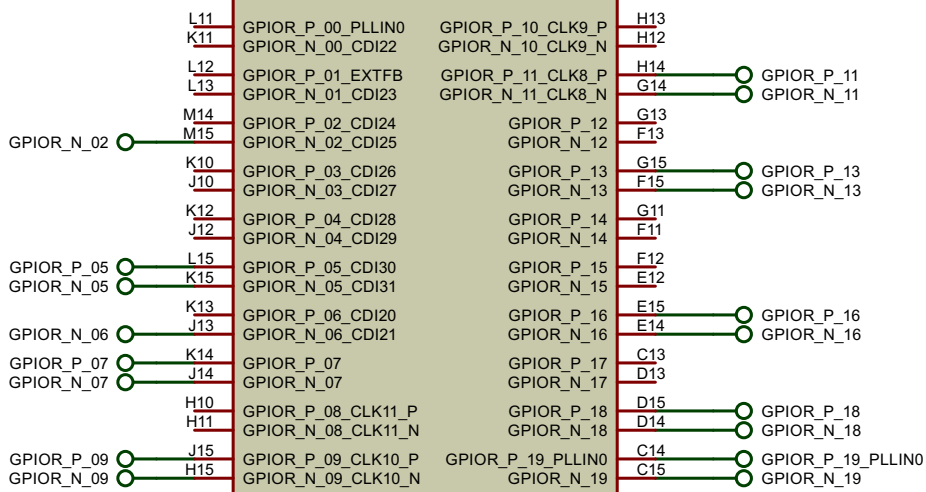 L11 GPIOR_P_00_PLLIN0 GPIOR_P_10_CLK9_P H13
K11 GPIOR_N_00_CDI22 GPIOR_N_10_CLK9_N H12
L12 GPIOR_P_01_EXTFB GPIOR_P_11_CLK8_P H14 GPIOR_P_11
L13 GPIOR_N_01_CDI23 GPIOR_N_11_CLK8_N G14 GPIOR_N_11
M14 GPIOR_P_02_CDI24 GPIOR_P_12 G13
GPIOR_N_02 M15 GPIOR_N_02_CDI25 GPIOR_N_12 F13
K10 GPIOR_P_03_CDI26 GPIOR_P_13 G15 GPIOR_P_13
J10 GPIOR_N_03_CDI27 GPIOR_N_13 F15 GPIOR_N_13
K12 GPIOR_P_04_CDI28 GPIOR_P_14 G11
J12 GPIOR_N_04_CDI29 GPIOR_N_14 F11
GPIOR_P_05 L15 GPIOR_P_05_CDI30 GPIOR_P_15 F12
GPIOR_N_05 K15 GPIOR_N_05_CDI31 GPIOR_N_15 E12
K13 GPIOR_P_06_CDI20 GPIOR_P_16 E15 GPIOR_P_16
GPIOR_N_06 J13 GPIOR_N_06_CDI21 GPIOR_N_16 E14 GPIOR_N_16
GPIOR_P_07 K14 GPIOR_P_07 GPIOR_P_17 C13
GPIOR_N_07 J14 GPIOR_N_07 GPIOR_N_17 D13
H10 GPIOR_P_08_CLK11_P GPIOR_P_18 D15 GPIOR_P_18
H11 GPIOR_N_08_CLK11_N GPIOR_N_18 D14 GPIOR_N_18
GPIOR_P_09 J15 GPIOR_P_09_CLK10_P GPIOR_P_19_PLLIN0 C14 GPIOR_P_19_PLLIN0
GPIOR_N_09 H15 GPIOR_N_09_CLK10_N GPIOR_N_19 C15 GPIOR_N_19